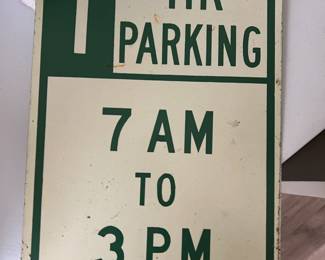 1 HR
PARKING
7 AM
TO
3 PM